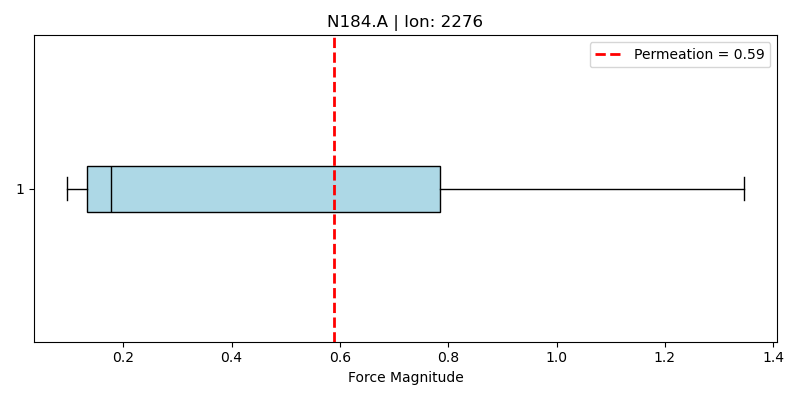 N184.A | Ion: 2276
Permeation = 0.59
1
0.2 0.4 0.6 0.8 1.0 1.2 1.4
Force Magnitude